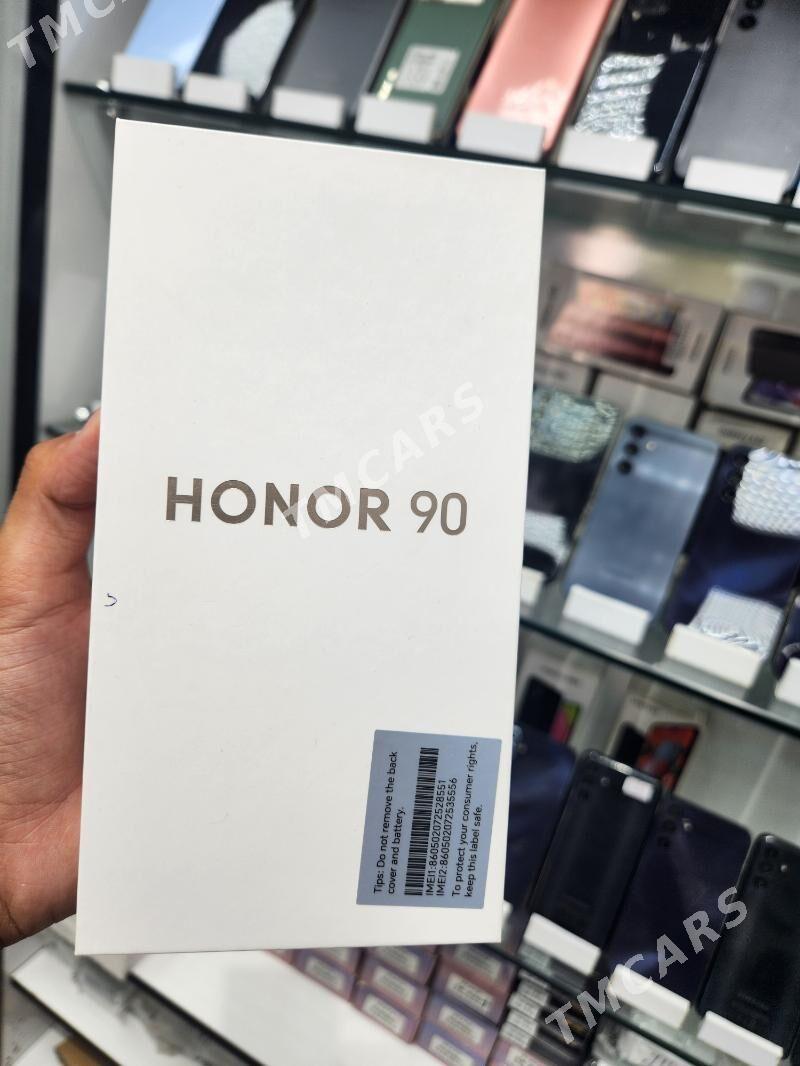 TMCARS
HONOR 90
TMCARS
Tips: Do not remove the back
cover and battery.
IMEI1:860502072528551
IMEI2:860502072535556
To protect your consumer rights,
keep this label safe.
TMCARS